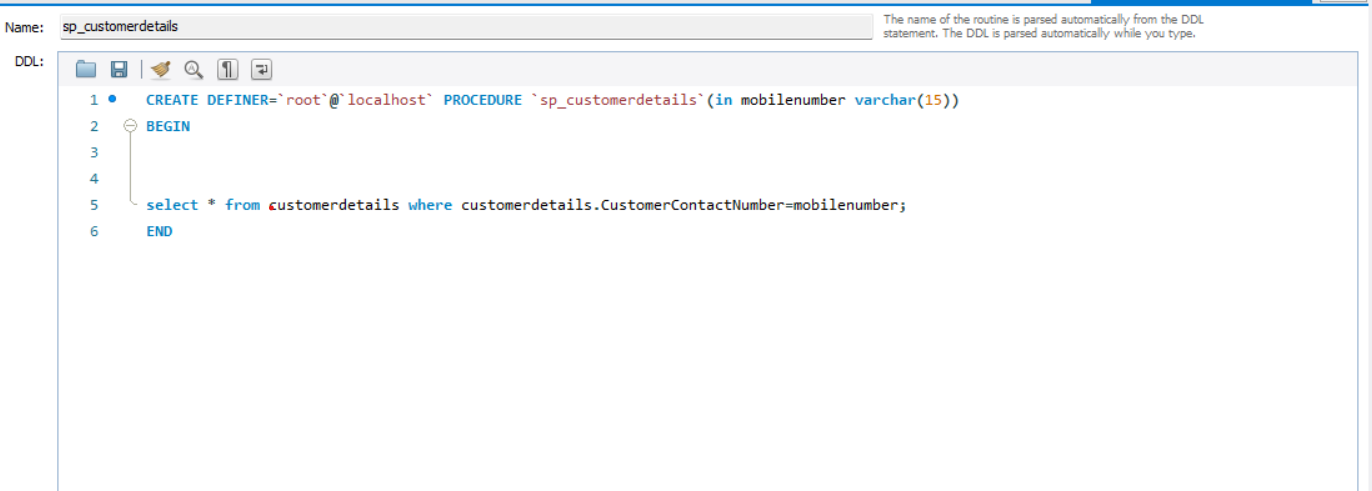 Name: sp_customerdetails
The name of the routine is parsed automatically from the DDL
statement. The DDL is parsed automatically while you type.
DDL:
1 CREATE DEFINER=`root`@`localhost` PROCEDURE `sp_customerdetails`(in mobilenumber varchar(15))
2 BEGIN
3
4
5 select * from customerdetails where customerdetails.CustomerContactNumber=mobilenumber;
6 END